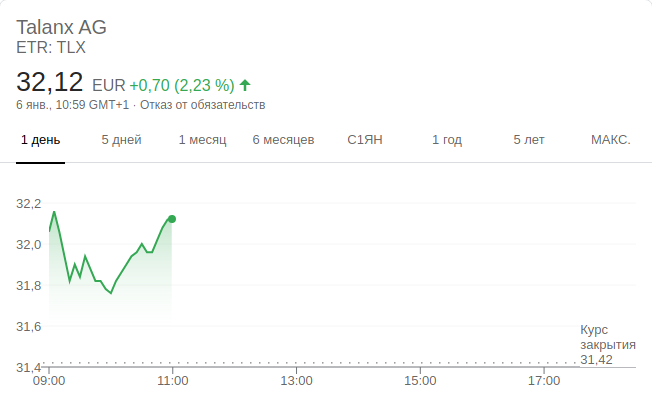 Talanx AG
ETR: TLX
32,12 EUR +0,70 (2,23 %)
6 янв., 10:59 GMT+1 · Отказ от обязательств
1 день 5 дней 1 месяц 6 месяцев С1ЯН 1 год 5 лет МАКС.
32,2
32,0
31,8
31,6
Курс
закрытия
31,42
31,4
09:00 11:00 13:00 15:00 17:00